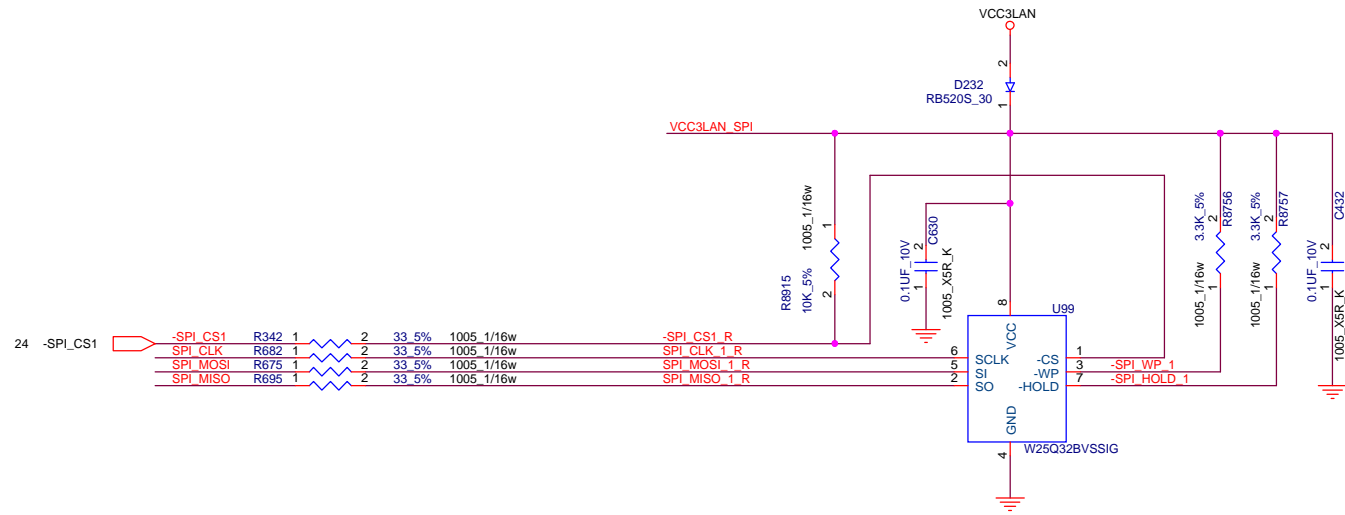 VCC3LAN
2
D232
RB520S_30
1
VCC3LAN_SPI
1005_1/16w
1
R8915
10K_5%
2
2
C630
0.1UF_10V
1
1005_X5R_K
3.3K_5%
2
R8756
1005_1/16w
1
3.3K_5%
2
R8757
1005_1/16w
1
C432
2
0.1UF_10V
1
1005_X5R_K
8
U99
VCC
24 -SPI_CS1
-SPI_CS1 R342 1 2 33_5% 1005_1/16w -SPI_CS1_R
SPI_CLK R682 1 2 33_5% 1005_1/16w SPI_CLK_1_R
SPI_MOSI R675 1 2 33_5% 1005_1/16w SPI_MOSI_1_R
SPI_MISO R695 1 2 33_5% 1005_1/16w SPI_MISO_1_R
6 SCLK -CS 1
5 SI -WP 3 -SPI_WP_1
2 SO -HOLD 7 -SPI_HOLD_1
GND
4
W25Q32BVSSIG